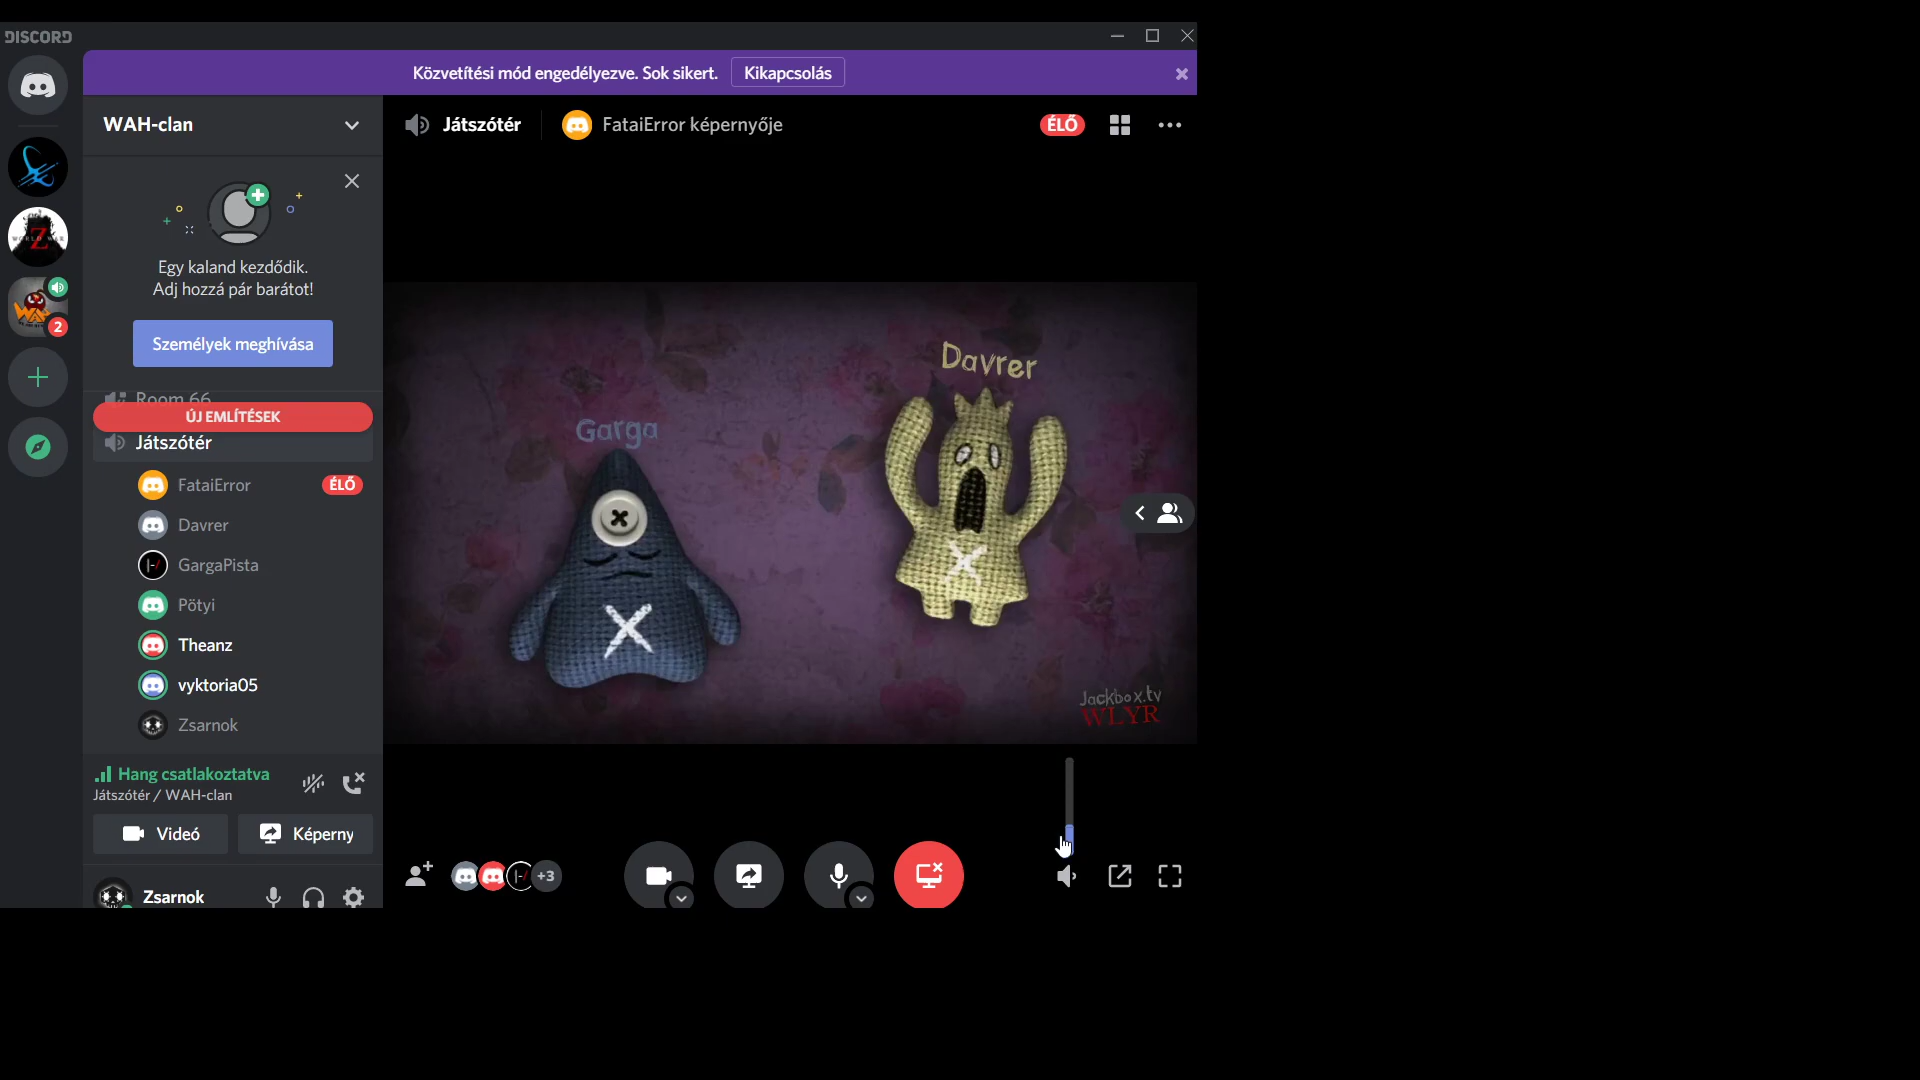 DISCORD
Közvetítési mód engedélyezve. Sok sikert.
Kikapcsolás
WAH-clan
Játszótér
FataiError képernyője
ÉLŐ
Egy kaland kezdődik.
Adj hozzá pár barátot!
Személyek meghívása
2
Room 66
ÚJ EMLÍTÉSEK
Játszótér
FataiError
ÉLŐ
Davrer
GargaPista
Pötyi
Theanz
vyktoria05
Zsarnok
Hang csatlakoztatva
Játszótér / WAH-clan
Videó
Képerny
Zsarnok
Garga
Davrer
Jackbox.tv
WLYR
+3